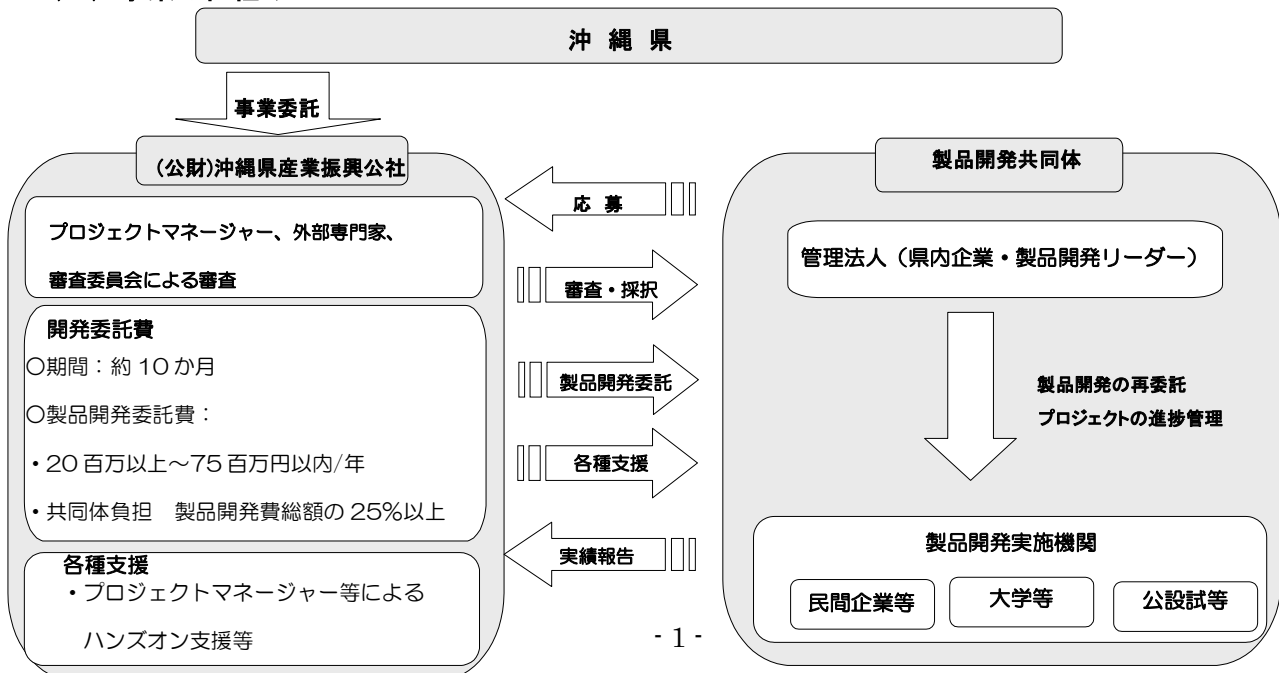 沖 縄 県
事業委託
(公財)沖縄県産業振興公社
プロジェクトマネージャー、外部専門家、
審査委員会による審査
開発委託費
○期間：約10か月
○製品開発委託費：
・20百万以上～75百万円以内/年
・共同体負担　製品開発費総額の25%以上
各種支援
・プロジェクトマネージャー等による
ハンズオン支援等
応 募
審査・採択
製品開発委託
各種支援
実績報告
製品開発共同体
管理法人（県内企業・製品開発リーダー）
製品開発の再委託
プロジェクトの進捗管理
製品開発実施機関
民間企業等
大学等
公設試等
- 1 -